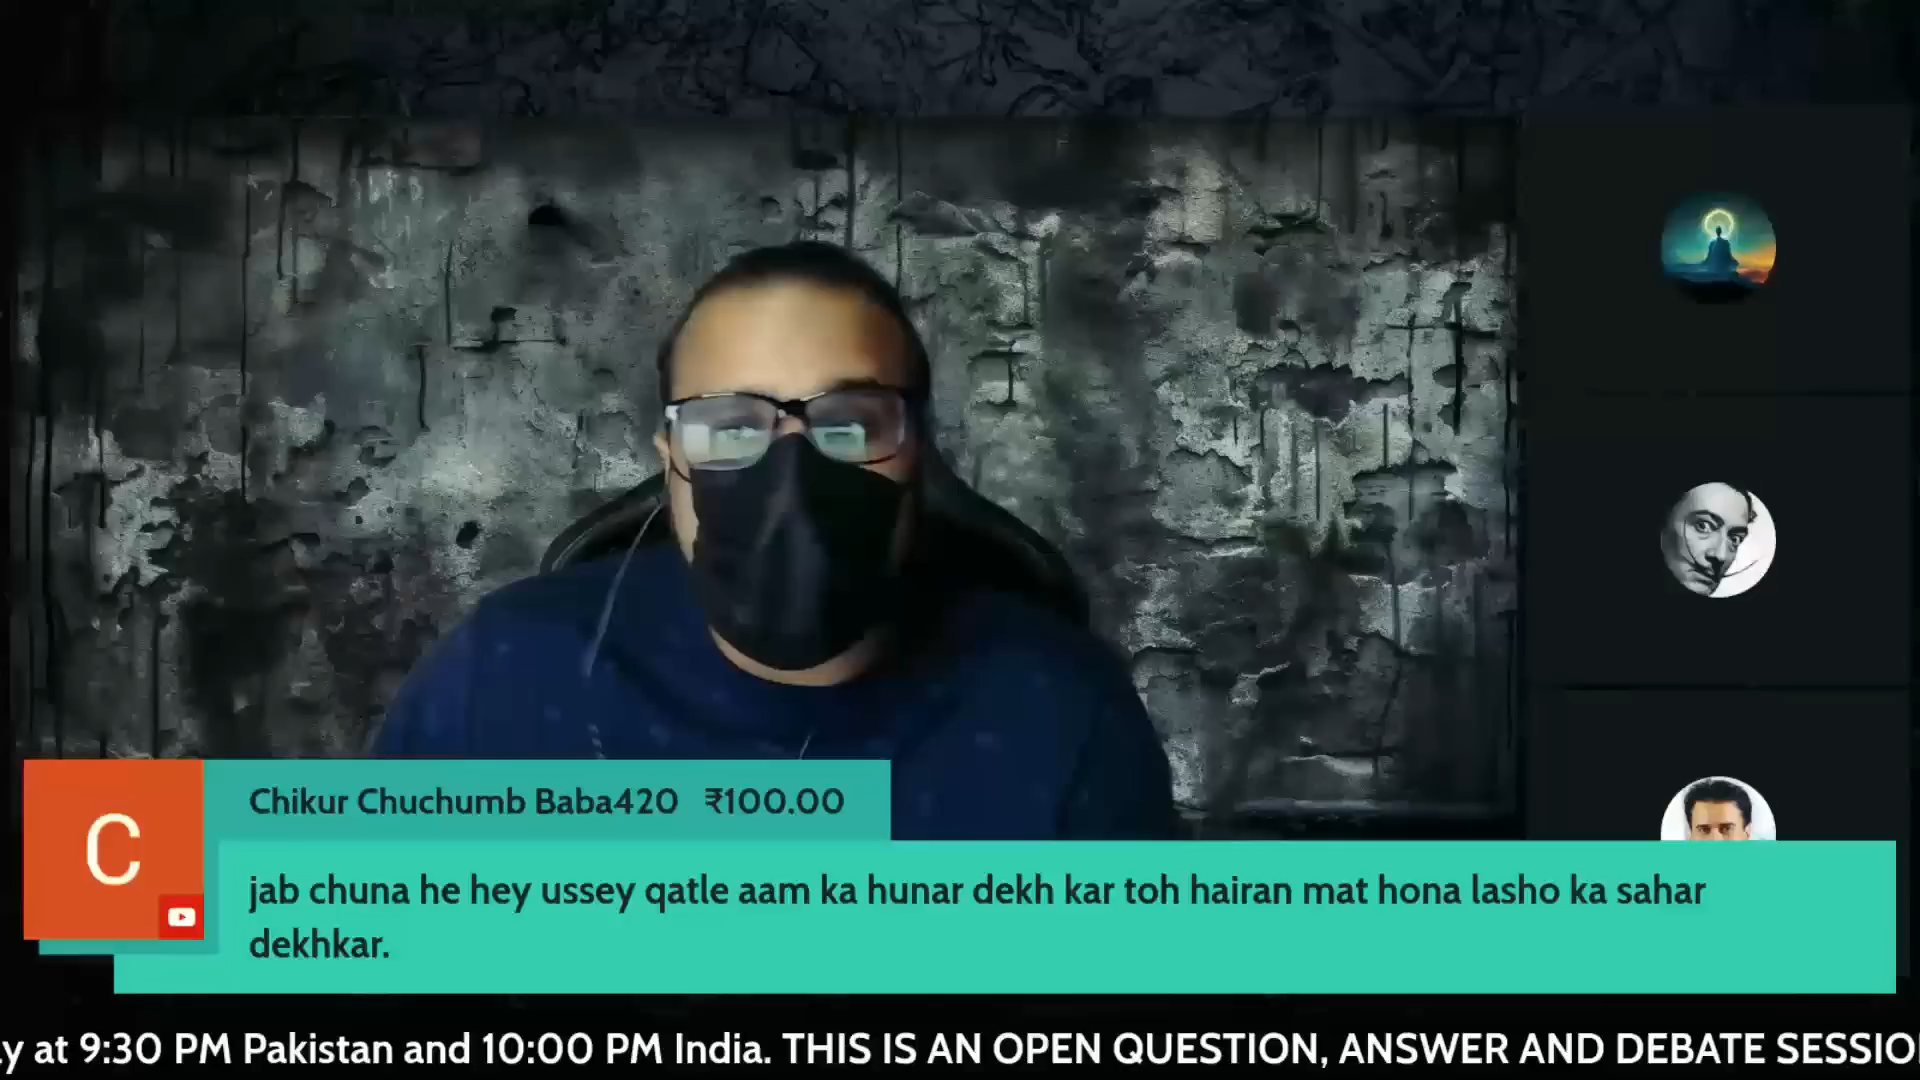 Chikur Chuchumb Baba420 ₹100.00
C
jab chuna he hey ussey qatle aam ka hunar dekh kar toh hairan mat hona lasho ka sahar
dekhkar.
y at 9:30 PM Pakistan and 10:00 PM India. THIS IS AN OPEN QUESTION, ANSWER AND DEBATE SESSIO